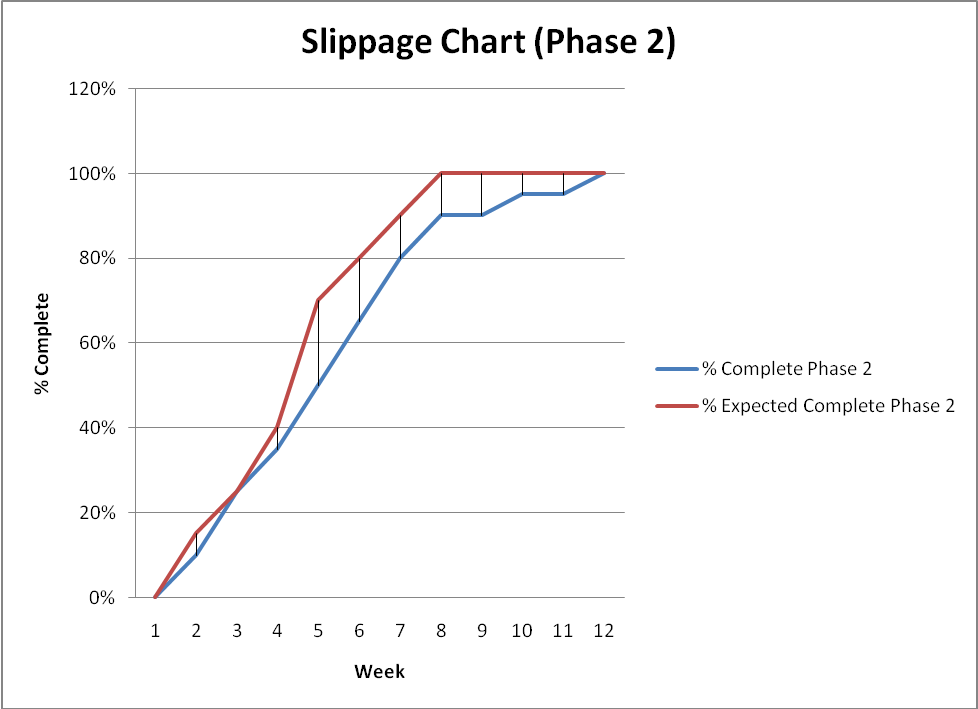 Slippage Chart (Phase 2)
120%
100%
80%
60%
40%
20%
0%
% Complete
1 2 3 4 5 6 7 8 9 10 11 12
Week
% Complete Phase 2
% Expected Complete Phase 2